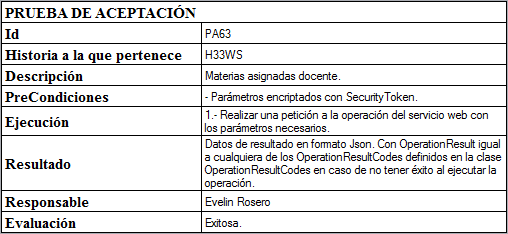 PRUEBA DE ACEPTACIÓN
Id PA63
Historia a la que pertenece H33WS
Descripción Materias asignadas docente.
PreCondiciones - Parámetros encriptados con SecurityToken.
Ejecución 1.- Realizar una petición a la operación del servicio web con
los parámetros necesarios.
Resultado Datos de resultado en formato Json. Con OperationResult igual
a cualquiera de los OperationResultCodes definidos en la clase
OperationResultCodes en caso de no tener éxito al ejecutar la
operación.
Responsable Evelin Rosero
Evaluación Exitosa.